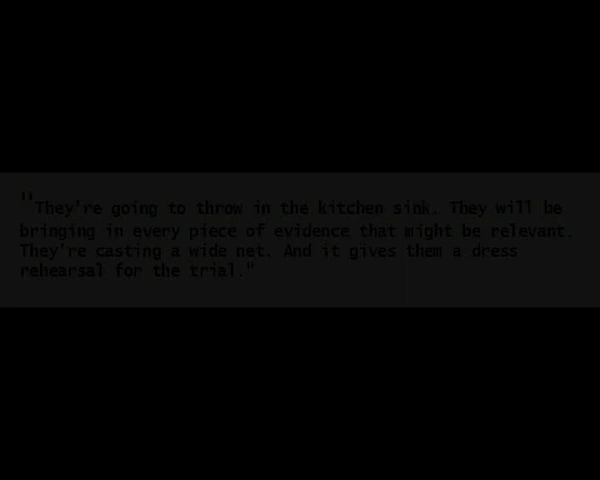 "They're going to throw in the kitchen sink. They will be
bringing in every piece of evidence that might be relevant.
They're casting a wide net. And it gives them a dress
rehearsal for the trial."